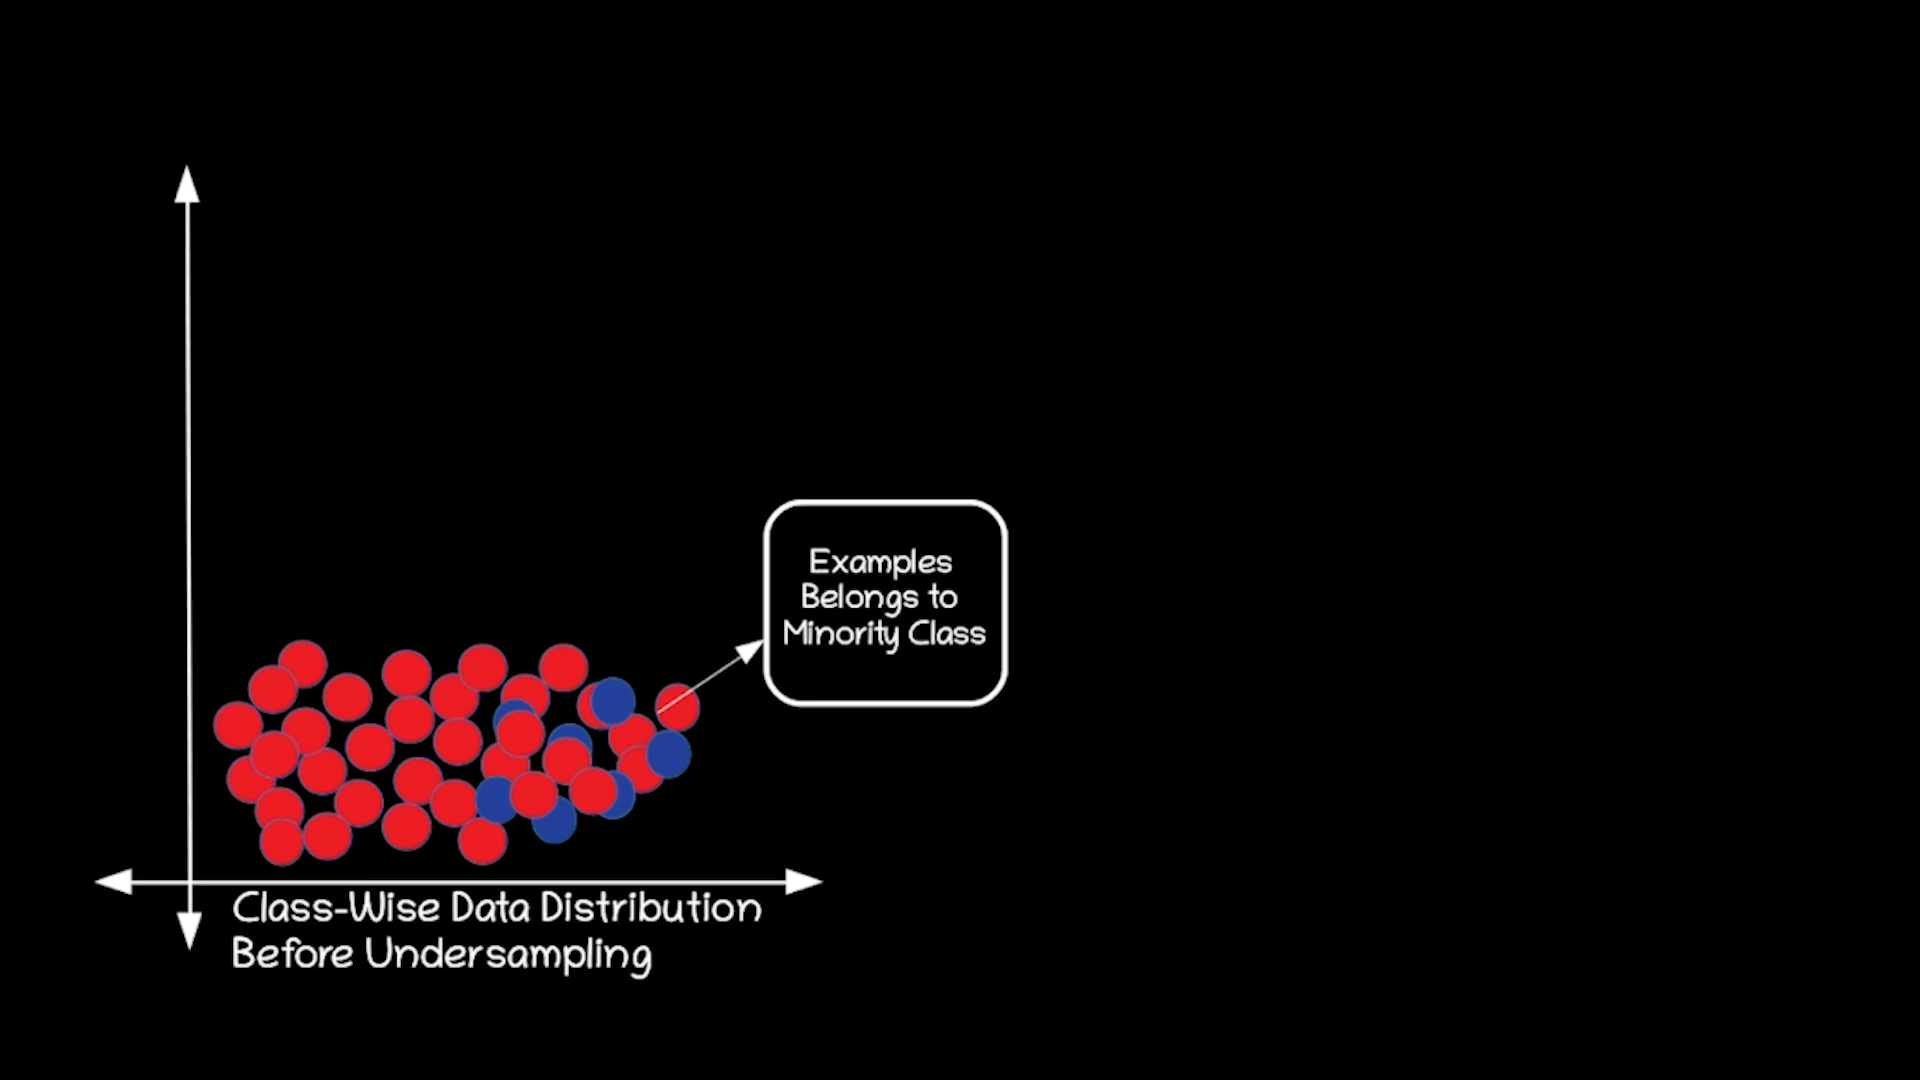 Examples
Belongs to
Minority Class
Class-Wise Data Distribution
Before Undersampling